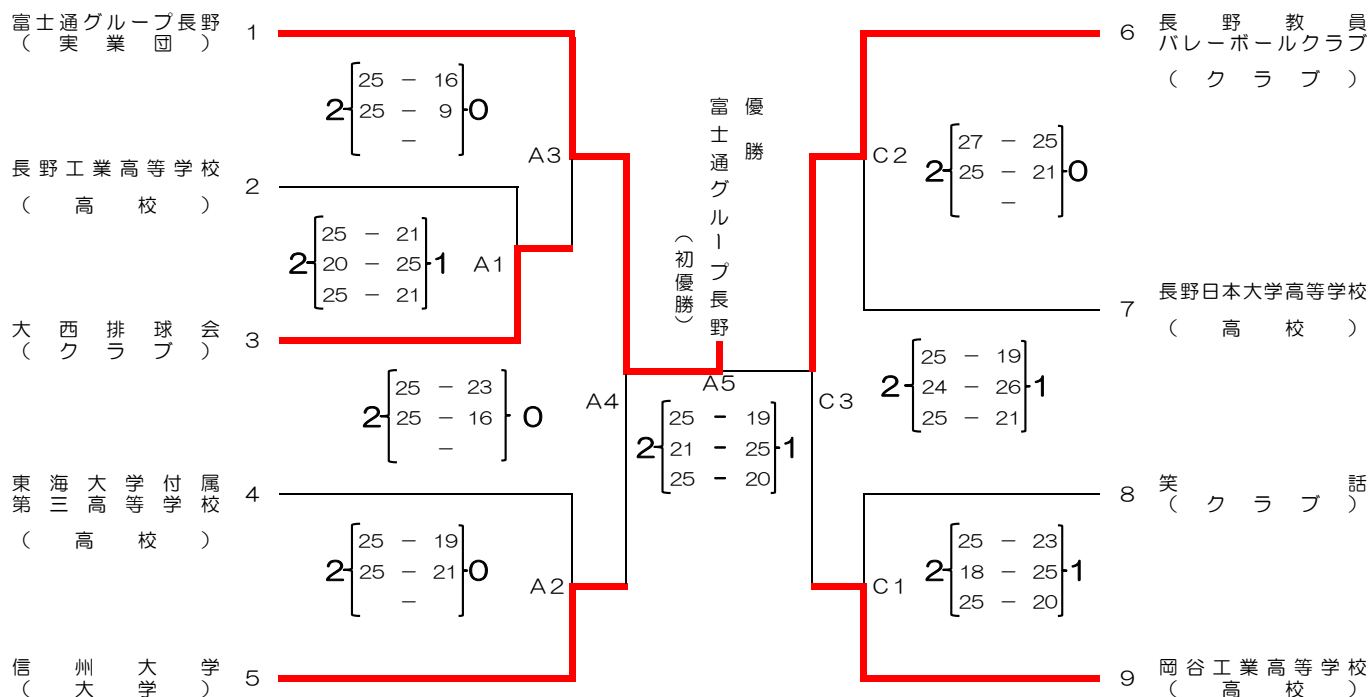 富士通グループ長野
（実業団）
1
2
25 － 16
25 － 9
－
0
A3
長野工業高等学校
（高校）
2
2
25 － 21
20 － 25
25 － 21
1
A1
大西排球会
（クラブ）
3
2
25 － 23
25 － 16
－
0
A4
東海大学付属
第三高等学校
（高校）
4
2
25 － 19
25 － 21
－
0
A2
信州大学
（大学）
5
優勝
富士通グループ長野
（初優勝）
A5
2
25 － 19
21 － 25
25 － 20
1
6
長野教員
バレーボールクラブ
（クラブ）
C2
2
27 － 25
25 － 21
－
0
7
長野日本大学高等学校
（高校）
C3
2
25 － 19
24 － 26
25 － 21
1
8
笑話
（クラブ）
C1
2
25 － 23
18 － 25
25 － 20
1
9
岡谷工業高等学校
（高校）